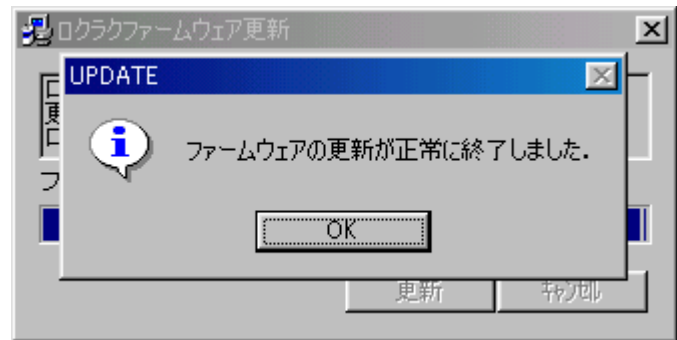 ロクラクファームウェア更新
UPDATE
ファームウェアの更新が正常に終了しました.
OK
更新
キャンセル